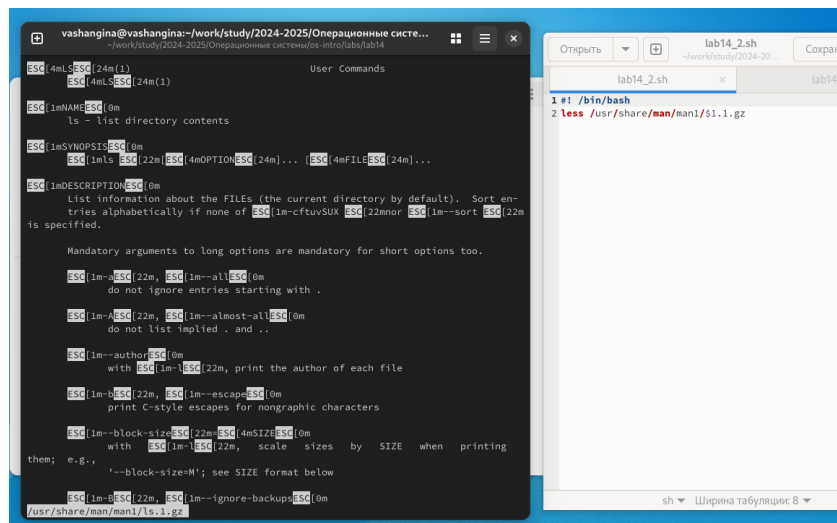 vashangina@vashangina:~/work/study/2024-2025/Операционные систе...
~/work/study/2024-2025/Операционные системы/os-intro/labs/lab14
ESC[4mLSESC[24m(1) User Commands
ESC[4mLSESC[24m(1)
ESC[1mNAMEESC[0m
ls - list directory contents
ESC[1mSYNOPSISESC[0m
ESC[1mls ESC[22m[ESC[4mOPTIONESC[24m]... [ESC[4mFILEESC[24m]...
ESC[1mDESCRIPTIONESC[0m
List information about the FILEs (the current directory by default).  Sort en-
tries alphabetically if none of ESC[1m-cftuvSUX ESC[22mnor ESC[1m--sort ESC[22m
is specified.
Mandatory arguments to long options are mandatory for short options too.
ESC[1m-aESC[22m, ESC[1m--allESC[0m
do not ignore entries starting with .
ESC[1m-AESC[22m, ESC[1m--almost-allESC[0m
do not list implied . and ..
ESC[1m--authorESC[0m
with ESC[1m-lESC[22m, print the author of each file
ESC[1m-bESC[22m, ESC[1m--escapeESC[0m
print C-style escapes for nongraphic characters
ESC[1m--block-sizeESC[22m=ESC[4mSIZEESC[0m
with ESC[1m-lESC[22m, scale sizes by SIZE when printing
them; e.g.,
'--block-size=M'; see SIZE format below
ESC[1m-BESC[22m, ESC[1m--ignore-backupsESC[0m
/usr/share/man/man1/ls.1.gz
Открыть
lab14_2.sh
~/work/study/2024-20...
Сохран
lab14_2.sh ×
lab14
1 #! /bin/bash
2 less /usr/share/man/man1/$1.1.gz
sh Ширина табуляции: 8